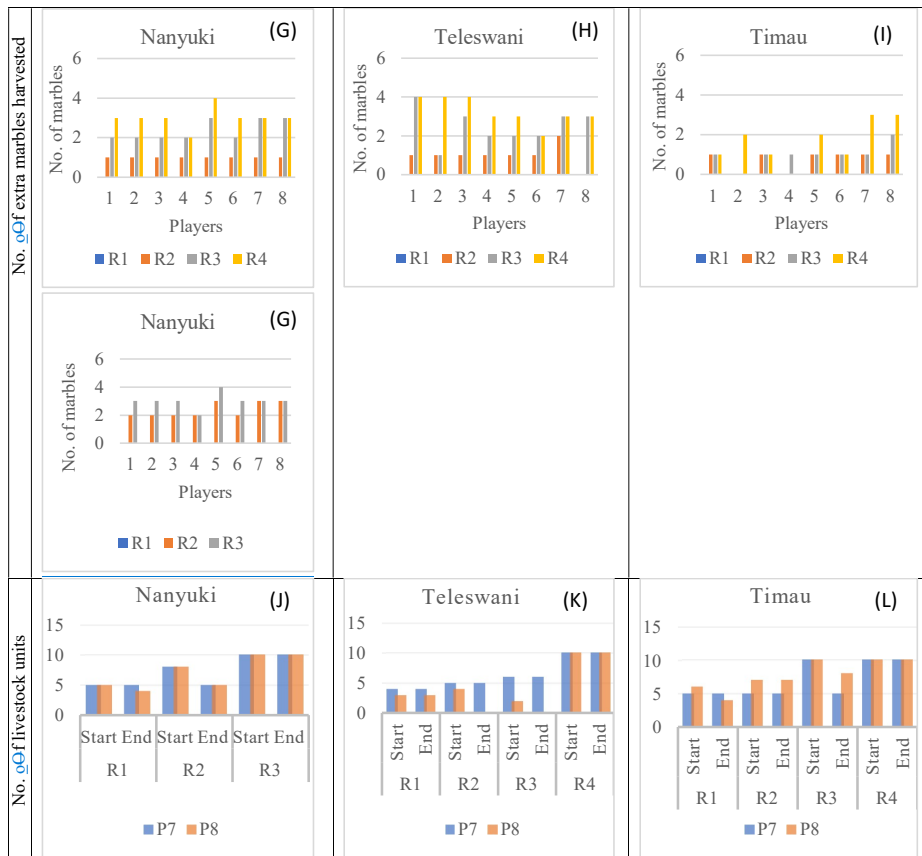 No. oOf extra marbles harvested
Nanyuki (G)
No. of marbles
6
4
2
0
1 2 3 4 5 6 7 8
Players
R1 R2 R3 R4
Teleswani (H)
No. of marbles
6
4
2
0
1 2 3 4 5 6 7 8
Players
R1 R2 R3 R4
Timau (I)
No. of marbles
6
4
2
0
1 2 3 4 5 6 7 8
Players
R1 R2 R3 R4
Nanyuki (G)
No. of marbles
6
4
2
0
1 2 3 4 5 6 7 8
Players
R1 R2 R3
No. oOf livestock units
Nanyuki (J)
15
10
5
0
Start End Start End Start End
R1 R2 R3
P7 P8
Teleswani (K)
15
10
5
0
Start End Start End Start End Start End
R1 R2 R3 R4
P7 P8
Timau (L)
15
10
5
0
Start End Start End Start End Start End
R1 R2 R3 R4
P7 P8